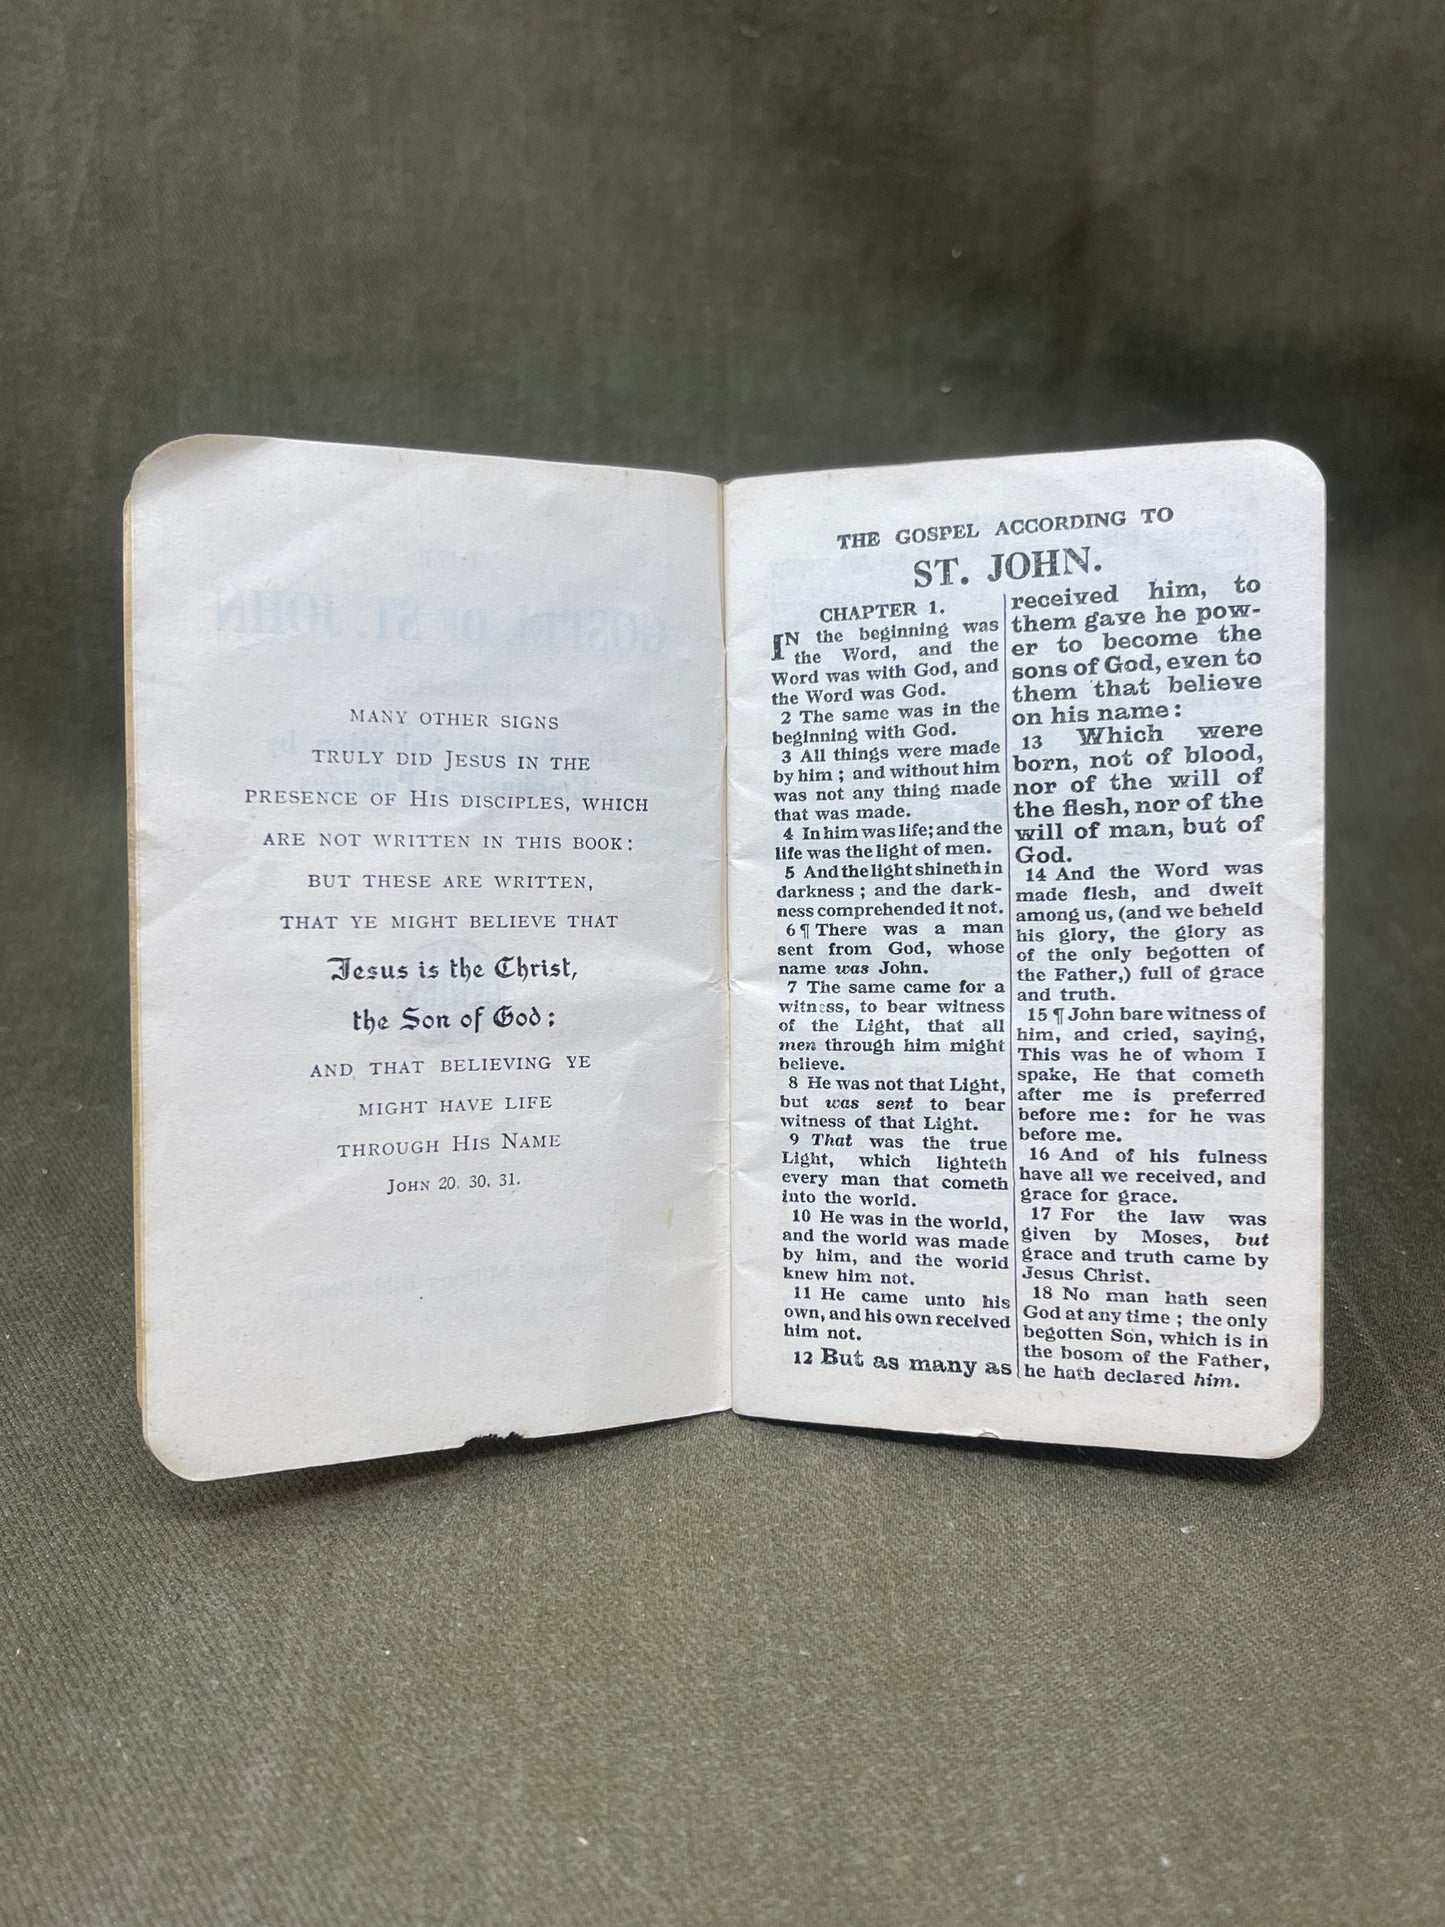 MANY OTHER SIGNS
TRULY DID JESUS IN THE
PRESENCE OF HIS DISCIPLES, WHICH
ARE NOT WRITTEN IN THIS BOOK:
BUT THESE ARE WRITTEN,
THAT YE MIGHT BELIEVE THAT
Jesus is the Christ,
the Son of God:
AND THAT BELIEVING YE
MIGHT HAVE LIFE
THROUGH HIS NAME
JOHN 20. 30, 31.
THE GOSPEL ACCORDING TO
ST. JOHN.
CHAPTER 1.
IN the beginning was
the Word, and the
Word was with God, and
the Word was God.
2 The same was in the
beginning with God.
3 All things were made
by him; and without him
was not any thing made
that was made.
4 In him was life; and the
life was the light of men.
5 And the light shineth in
darkness; and the dark-
ness comprehended it not.
6 ¶ There was a man
sent from God, whose
name was John.
7 The same came for a
witness, to bear witness
of the Light, that all
men through him might
believe.
8 He was not that Light,
but was sent to bear
witness of that Light.
9 That was the true
Light, which lighteth
every man that cometh
into the world.
10 He was in the world,
and the world was made
by him, and the world
knew him not.
11 He came unto his
own, and his own received
him not.
12 But as many as
received him, to
them gave he pow-
er to become the
sons of God, even to
them that believe
on his name:
13 Which were
born, not of blood,
nor of the will of
the flesh, nor of the
will of man, but of
God.
14 And the Word was
made flesh, and dwelt
among us, (and we beheld
his glory, the glory as
of the only begotten of
the Father,) full of grace
and truth.
15 ¶ John bare witness of
him, and cried, saying,
This was he of whom I
spake, He that cometh
after me is preferred
before me: for he was
before me.
16 And of his fulness
have all we received, and
grace for grace.
17 For the law was
given by Moses, but
grace and truth came by
Jesus Christ.
18 No man hath seen
God at any time; the only
begotten Son, which is in
the bosom of the Father,
he hath declared him.